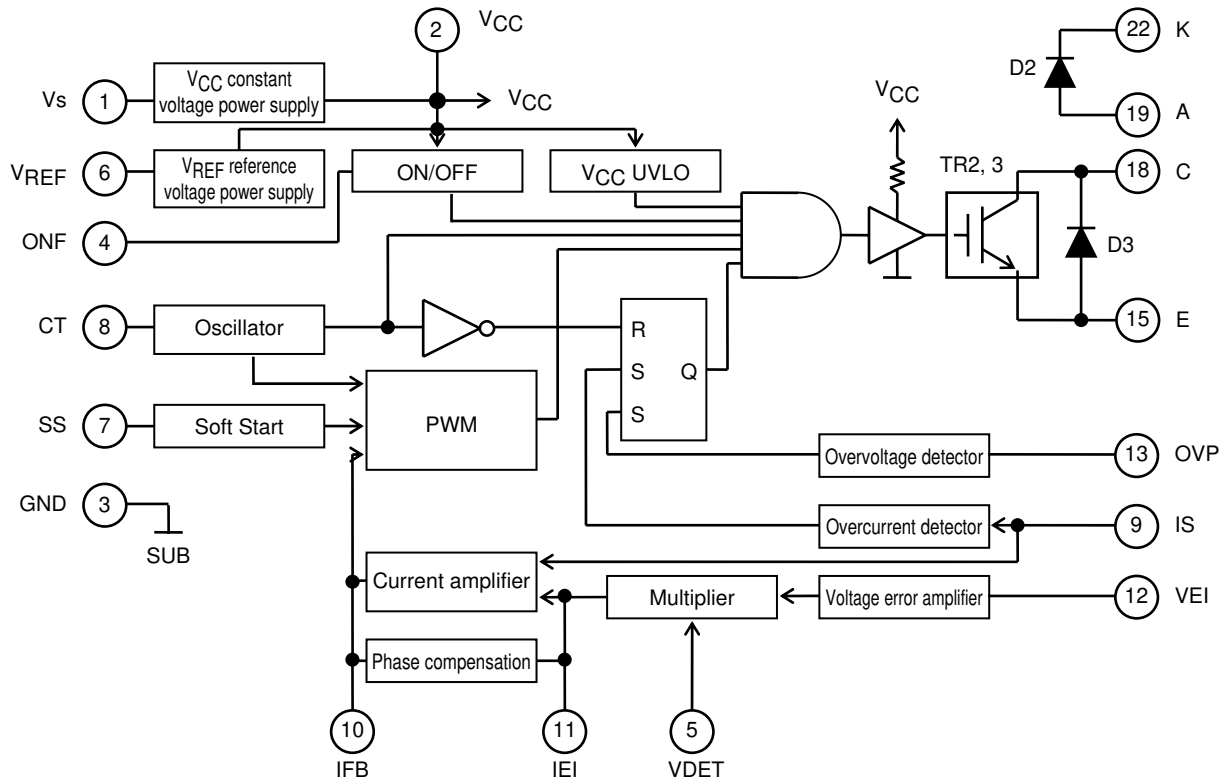 2 VCC
22 K
VCC constant
voltage power supply
Vs 1
VCC
D2
19 A
VCC
VREF 6
VREF reference
voltage power supply
ON/OFF
VCC UVLO
TR2, 3
18 C
ONF 4
D3
CT 8
Oscillator
R
S Q
S
15 E
SS 7
Soft Start
PWM
Overvoltage detector
13 OVP
GND 3
SUB
Overcurrent detector
9 IS
Current amplifier
Multiplier
Voltage error amplifier
12 VEI
Phase compensation
10
IFB
11
IEI
5
VDET